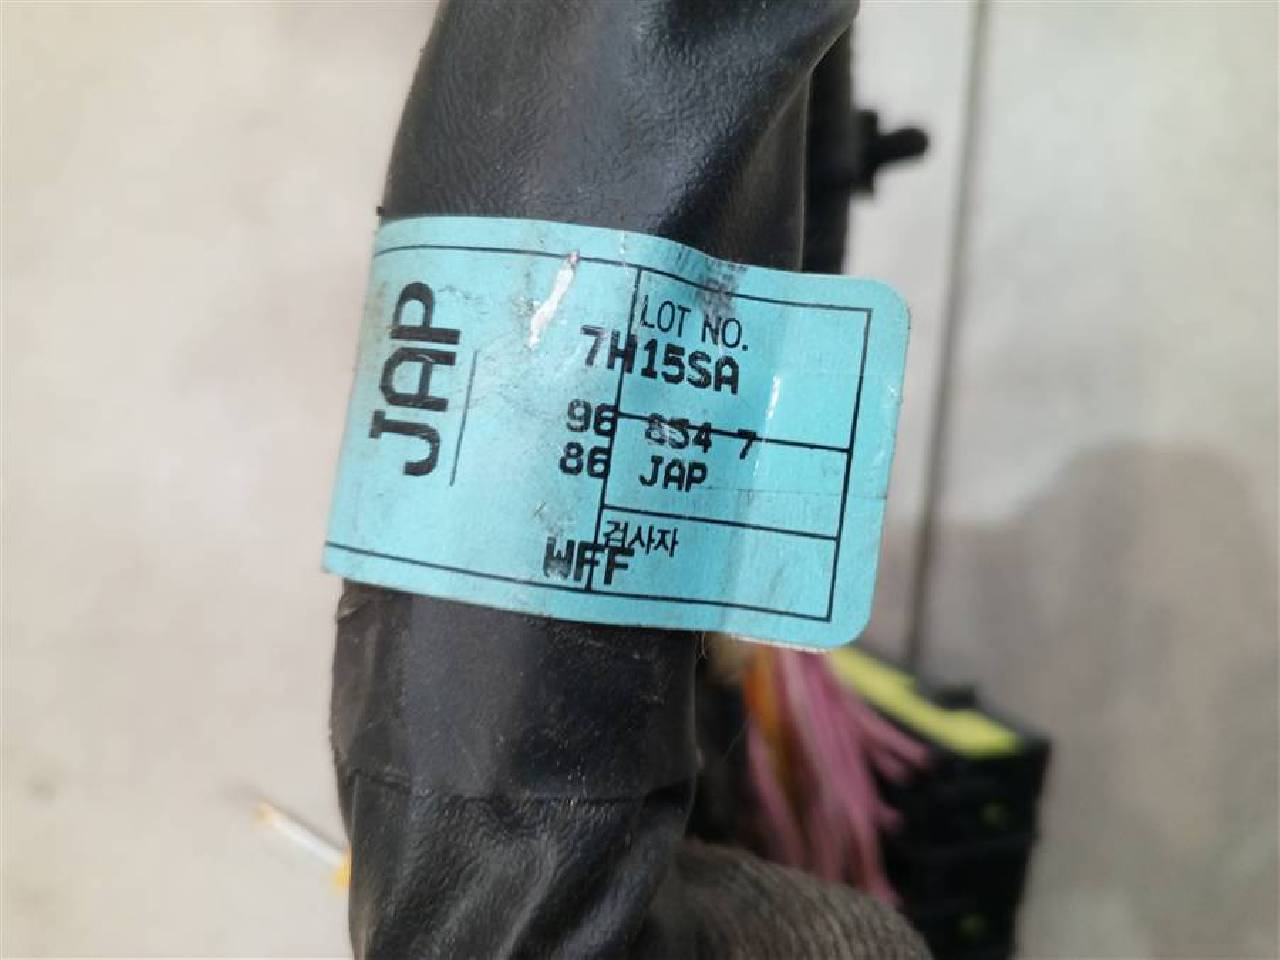 JAP
LOT NO.
7H15SA
96 854 7
86 JAP
검사자
WFF